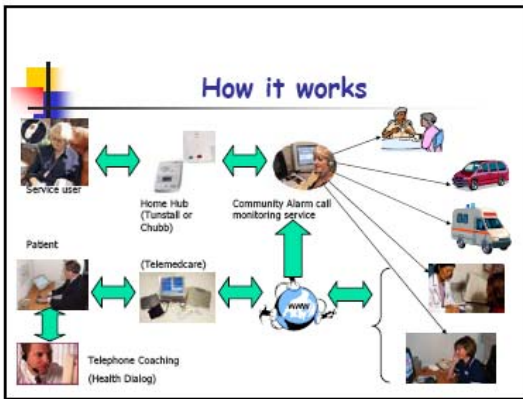 How it works
Service user
Home Hub
(Tunstall or
Chubb)
Community Alarm call
monitoring service
Patient
(Telemedcare)
www
Telephone Coaching
(Health Dialog)